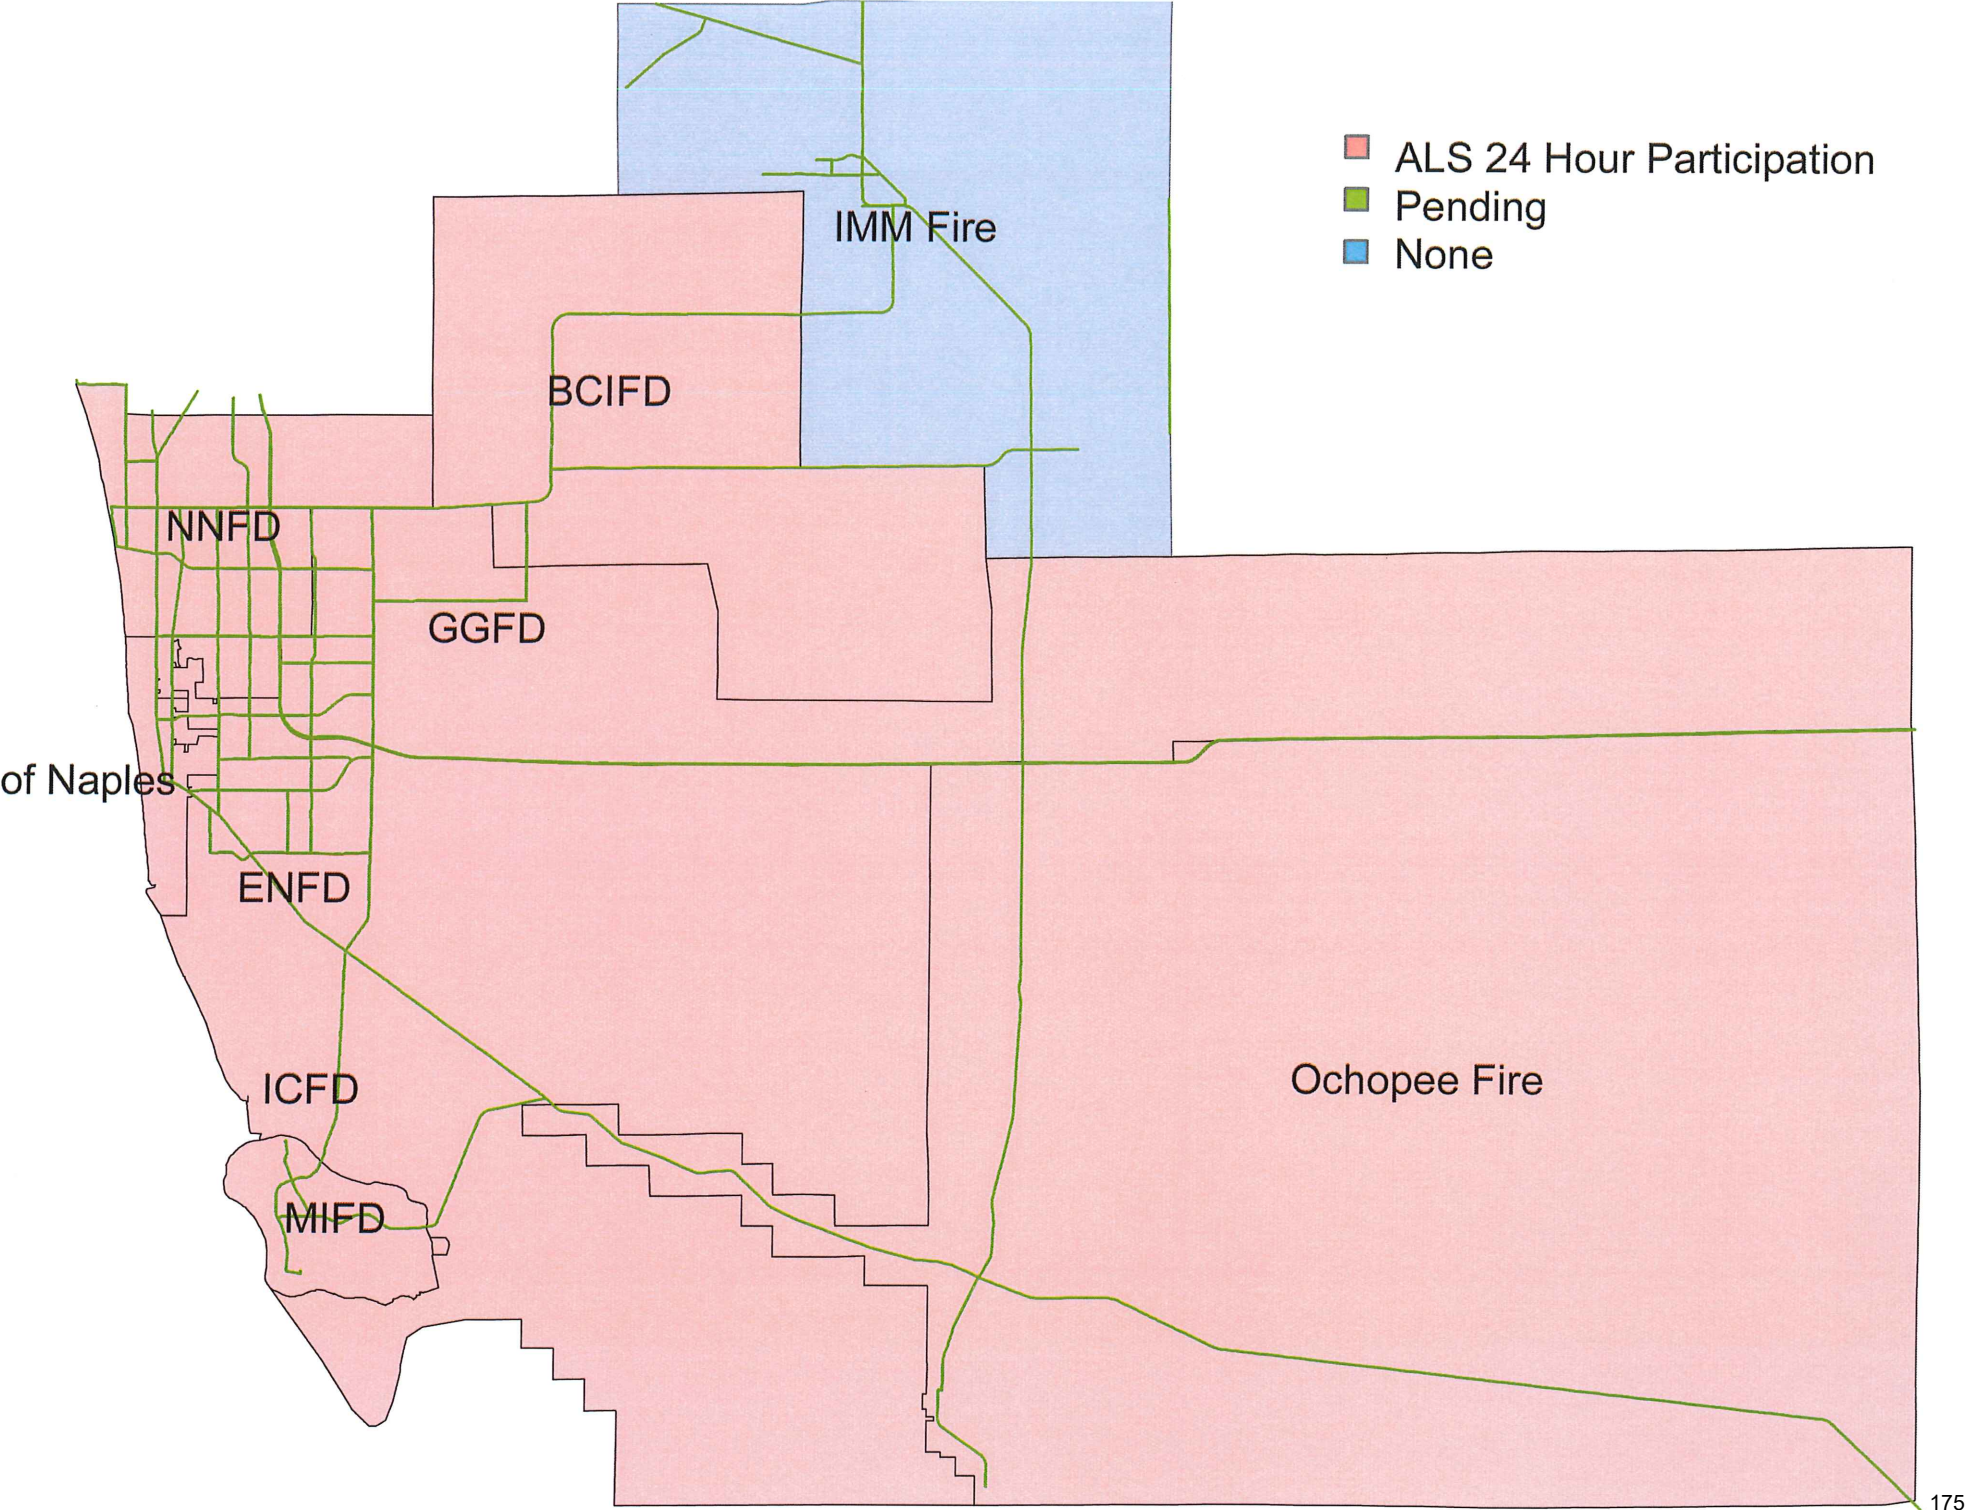 ALS 24 Hour Participation
Pending
None
IMM Fire
BCIFD
NNFD
GGFD
of Naples
ENFD
ICFD
Ochopee Fire
MIFD
175